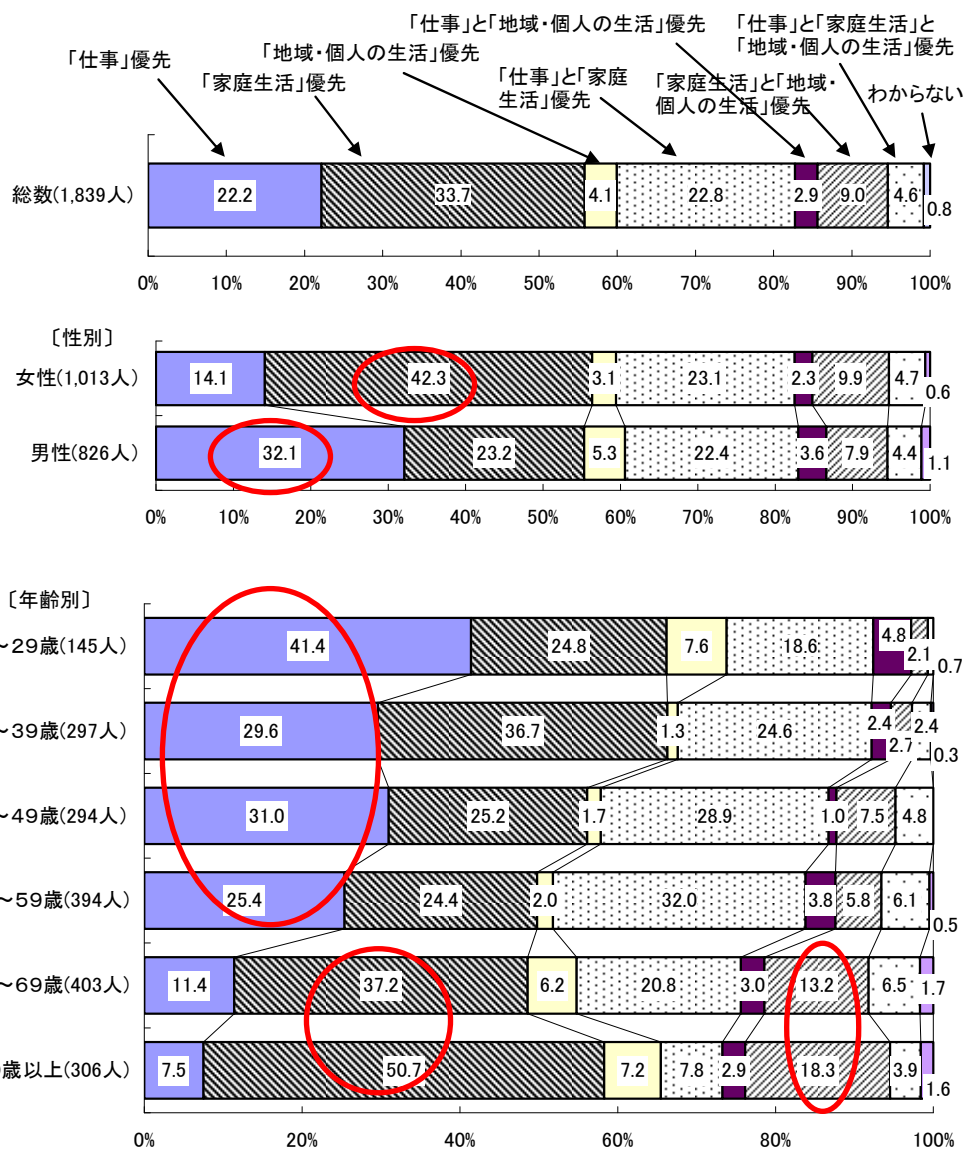 「仕事」と「地域・個人の生活」優先
「仕事」と「家庭生活」と
「地域・個人の生活」優先
「地域・個人の生活」優先
「仕事」優先
「家庭生活」優先
「仕事」と「家庭
生活」優先
「家庭生活」と「地域・
個人の生活」優先
わからない
総数(1,839人)
22.2
33.7
4.1
22.8
2.9
9.0
4.6
0.8
0% 10% 20% 30% 40% 50% 60% 70% 80% 90% 100%
〔性別〕
女性(1,013人)
14.1
42.3
3.1
23.1
2.3
9.9
4.7
0.6
男性(826人)
32.1
23.2
5.3
22.4
3.6
7.9
4.4
1.1
0% 10% 20% 30% 40% 50% 60% 70% 80% 90% 100%
〔年齢別〕
~29歳(145人)
41.4
24.8
7.6
18.6
4.8
2.1
0.7
~39歳(297人)
29.6
36.7
1.3
24.6
2.4
2.7
2.4
0.3
~49歳(294人)
31.0
25.2
1.7
28.9
1.0
7.5
4.8
~59歳(394人)
25.4
24.4
2.0
32.0
3.8
5.8
6.1
0.5
~69歳(403人)
11.4
37.2
6.2
20.8
3.0
13.2
6.5
1.7
歳以上(306人)
7.5
50.7
7.2
7.8
2.9
18.3
3.9
1.6
0% 20% 40% 60% 80% 100%